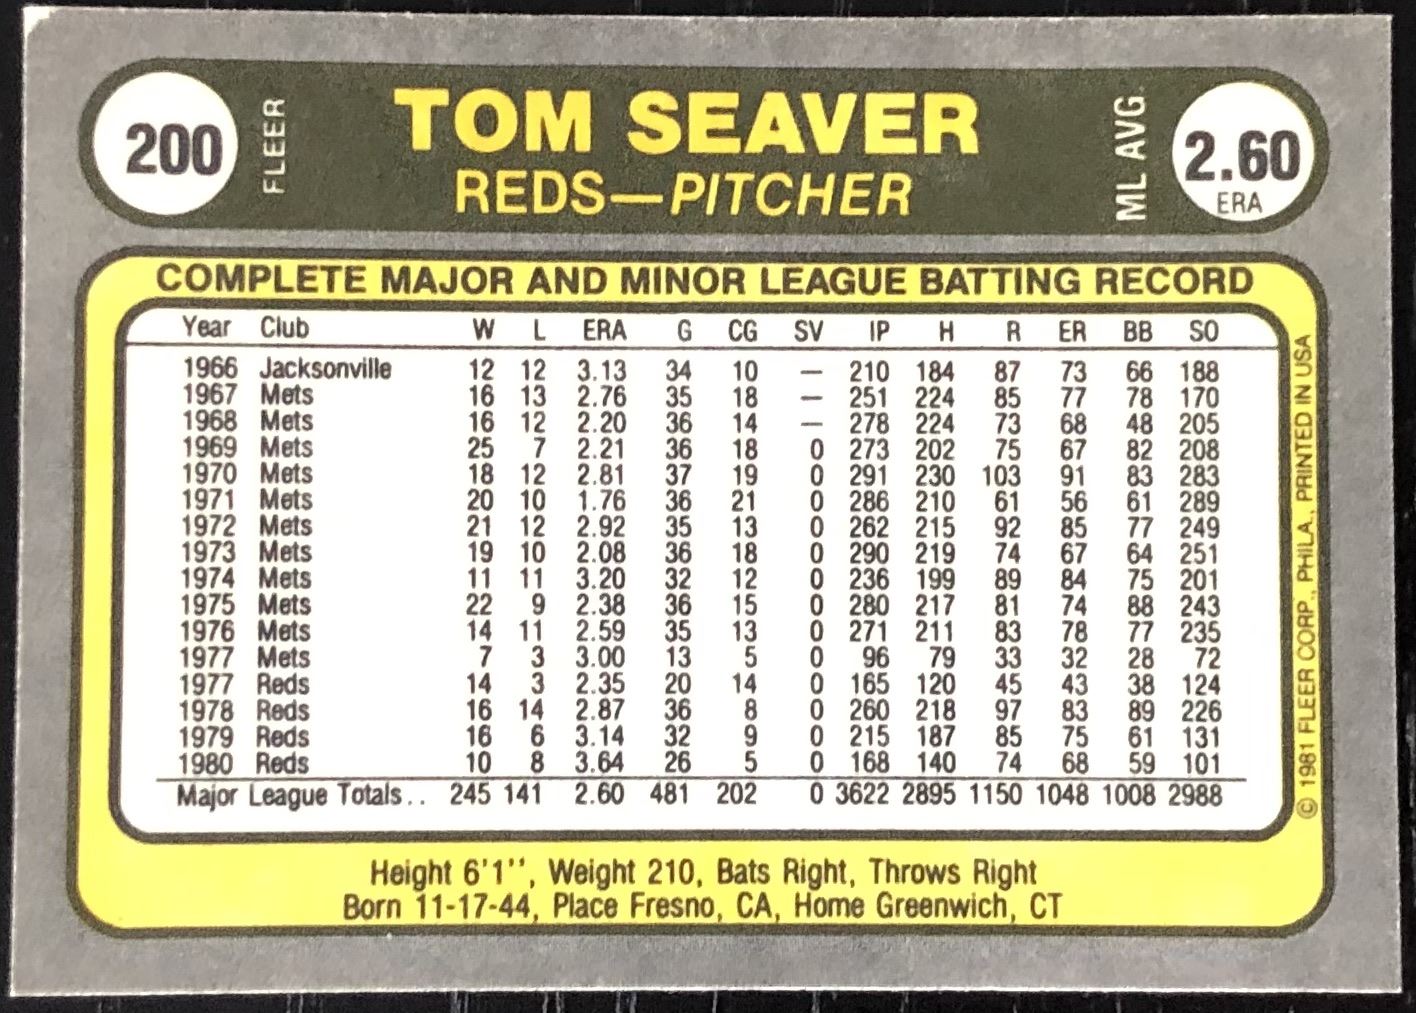 200 FLEER TOM SEAVER ML AVG. 2.60
REDS—PITCHER ERA
COMPLETE MAJOR AND MINOR LEAGUE BATTING RECORD
Year Club W L ERA G CG SV IP H R ER BB SO
1966 Jacksonville 12 12 3.13 34 10 — 210 184 87 73 66 188
1967 Mets 16 13 2.76 35 18 — 251 224 85 77 78 170
1968 Mets 16 12 2.20 36 14 — 278 224 73 68 48 205
1969 Mets 25 7 2.21 36 18 0 273 202 75 67 82 208
1970 Mets 18 12 2.81 37 19 0 291 230 103 91 83 283
1971 Mets 20 10 1.76 36 21 0 286 210 61 56 61 289
1972 Mets 21 12 2.92 35 13 0 262 215 92 85 77 249
1973 Mets 19 10 2.08 36 18 0 290 219 74 67 64 251
1974 Mets 11 11 3.20 32 12 0 236 199 89 84 75 201
1975 Mets 22 9 2.38 36 15 0 280 217 81 74 88 243
1976 Mets 14 11 2.59 35 13 0 271 211 83 78 77 235
1977 Mets 7 3 3.00 13 5 0 96 79 33 32 28 72
1977 Reds 14 3 2.35 20 14 0 165 120 45 43 38 124
1978 Reds 16 14 2.87 36 8 0 260 218 97 83 89 226
1979 Reds 16 6 3.14 32 9 0 215 187 85 75 61 131
1980 Reds 10 8 3.64 26 5 0 168 140 74 68 59 101
Major League Totals.. 245 141 2.60 481 202 0 3622 2895 1150 1048 1008 2988
© 1981 FLEER CORP., PHILA., PRINTED IN USA
Height 6'1'', Weight 210, Bats Right, Throws Right
Born 11-17-44, Place Fresno, CA, Home Greenwich, CT